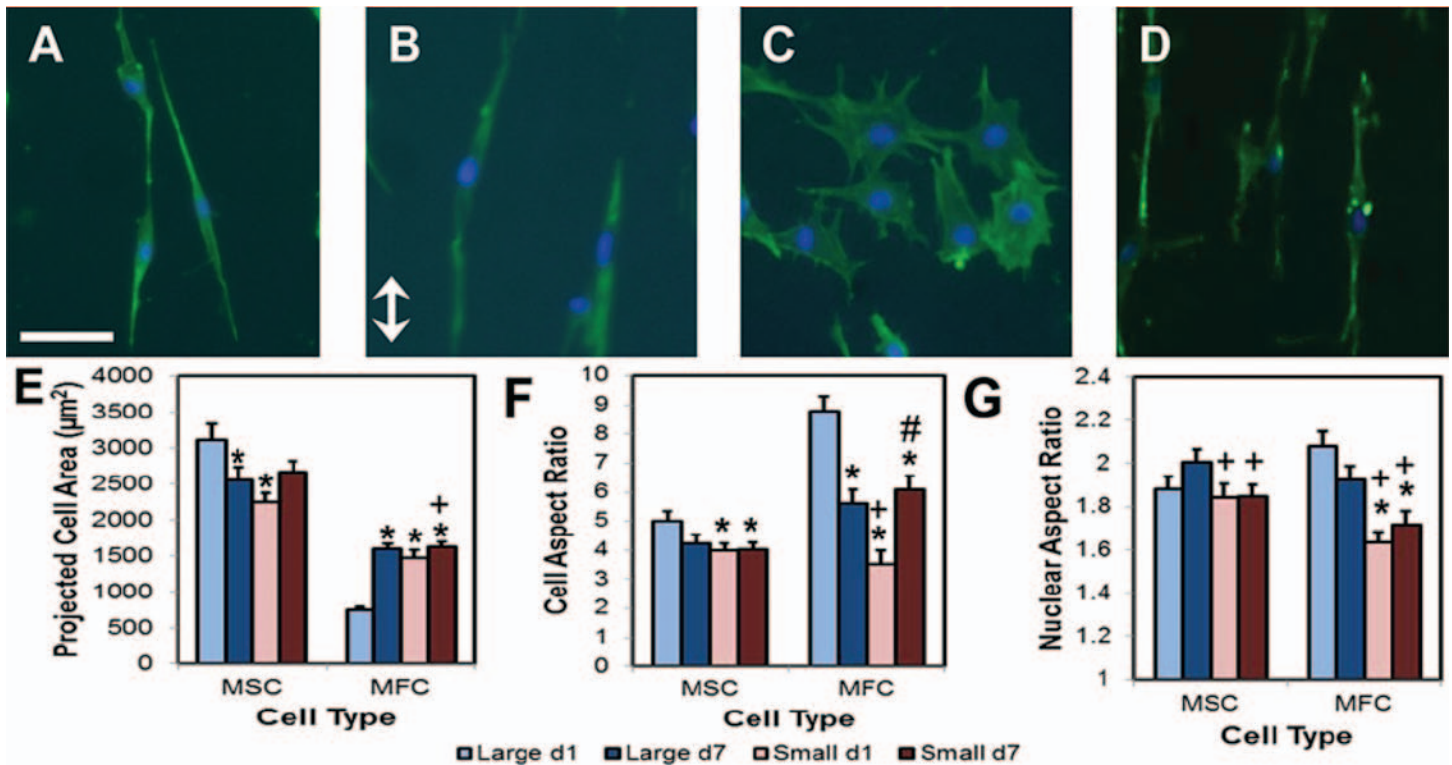 A
B
C
D
E
4000
3500
3000
2500
2000
1500
1000
500
0
Projected Cell Area (µm²)
*
*
*
*
+
*
MSC
MFC
Cell Type
F
10
9
8
7
6
5
4
3
2
1
0
Cell Aspect Ratio
*
*
*
+
*
#
*
MSC
MFC
Cell Type
G
2.4
2.2
2
1.8
1.6
1.4
1.2
1
Nuclear Aspect Ratio
+
+
+
*
+
*
MSC
MFC
Cell Type
Large d1 Large d7 Small d1 Small d7